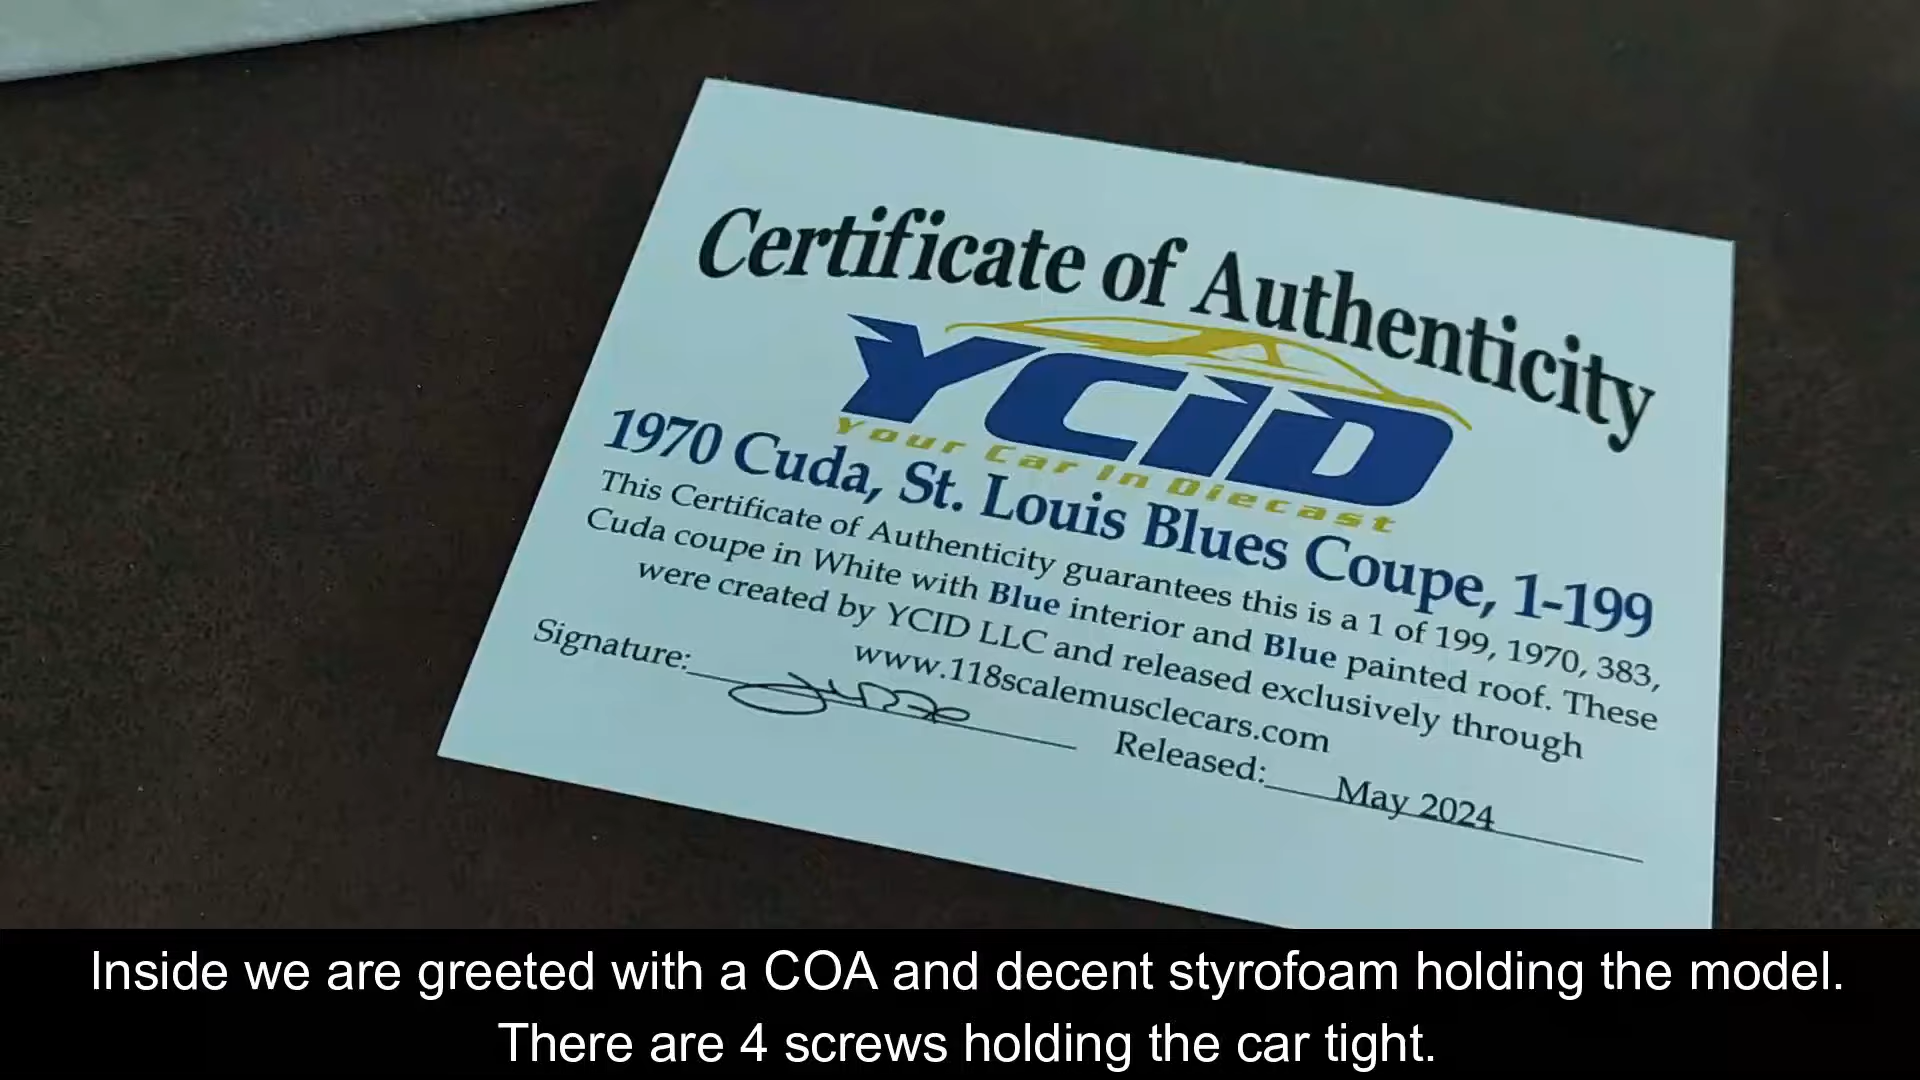 Certificate of Authenticity
YCID
Your Car In Diecast
1970 Cuda, St. Louis Blues Coupe, 1-199
This Certificate of Authenticity guarantees this is a 1 of 199, 1970, 383,
Cuda coupe in White with Blue interior and Blue painted roof. These
were created by YCID LLC and released exclusively through
www.118scalemusclecars.com
Signature:
Released: May 2024
Inside we are greeted with a COA and decent styrofoam holding the model.
There are 4 screws holding the car tight.